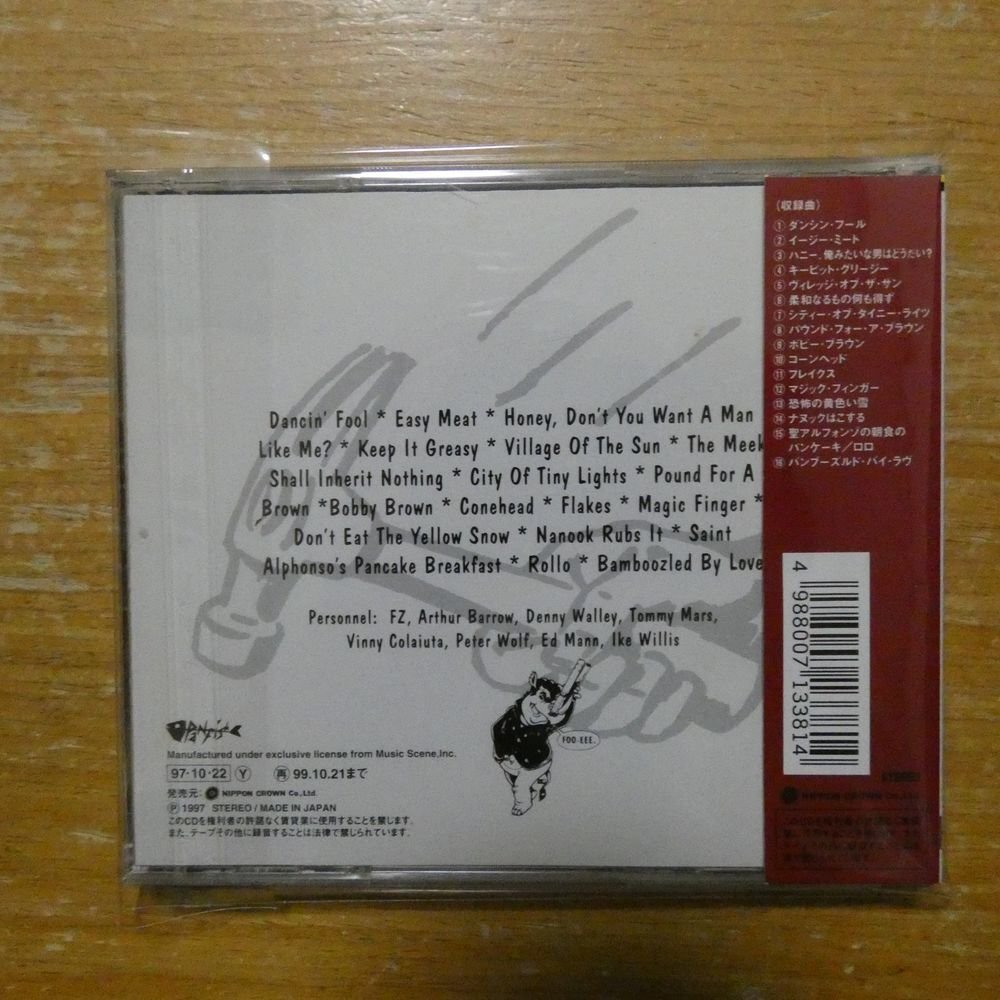 Dancin' Fool * Easy Meat * Honey, Don't You Want A Man
Like Me? * Keep It Greasy * Village Of The Sun * The Meek
Shall Inherit Nothing * City Of Tiny Lights * Pound For A
Brown *Bobby Brown * Conehead * Flakes * Magic Finger *
Don't Eat The Yellow Snow * Nanook Rubs It * Saint
Alphonso's Pancake Breakfast * Rollo * Bamboozled By Love
Personnel: FZ, Arthur Barrow, Denny Walley, Tommy Mars,
Vinny Colaiuta, Peter Wolf, Ed Mann, Ike Willis
FOO-EEE.
Manufactured under exclusive license from Music Scene,Inc.
97・10・22 Ⓨ 再 99.10.21まで
発売元: NIPPON CROWN Co.,Ltd.
Ⓟ 1997 STEREO / MADE IN JAPAN
このCDを権利者の許諾なく賃貸業に使用することを禁じます。
また、テープその他に録音することは法律で禁じられています。
〈収録曲〉
① ダンシン・フール
② イージー・ミート
③ ハニー、俺みたいな男はどうだい?
④ キーピット・グリージー
⑤ ヴィレッジ・オブ・ザ・サン
⑥ 柔和なるもの何も得ず
⑦ シティー・オブ・タイニー・ライツ
⑧ パウンド・フォー・ア・ブラウン
⑨ ボビー・ブラウン
⑩ コーンヘッド
⑪ フレイクス
⑫ マジック・フィンガー
⑬ 恐怖の黄色い雪
⑭ ナヌックはこする
⑮ 聖アルフォンゾの朝食の
パンケーキ/ロロ
⑯ バンブーズルド・バイ・ラヴ
4 988007 133814
STEREO
NIPPON CROWN Co.,Ltd.